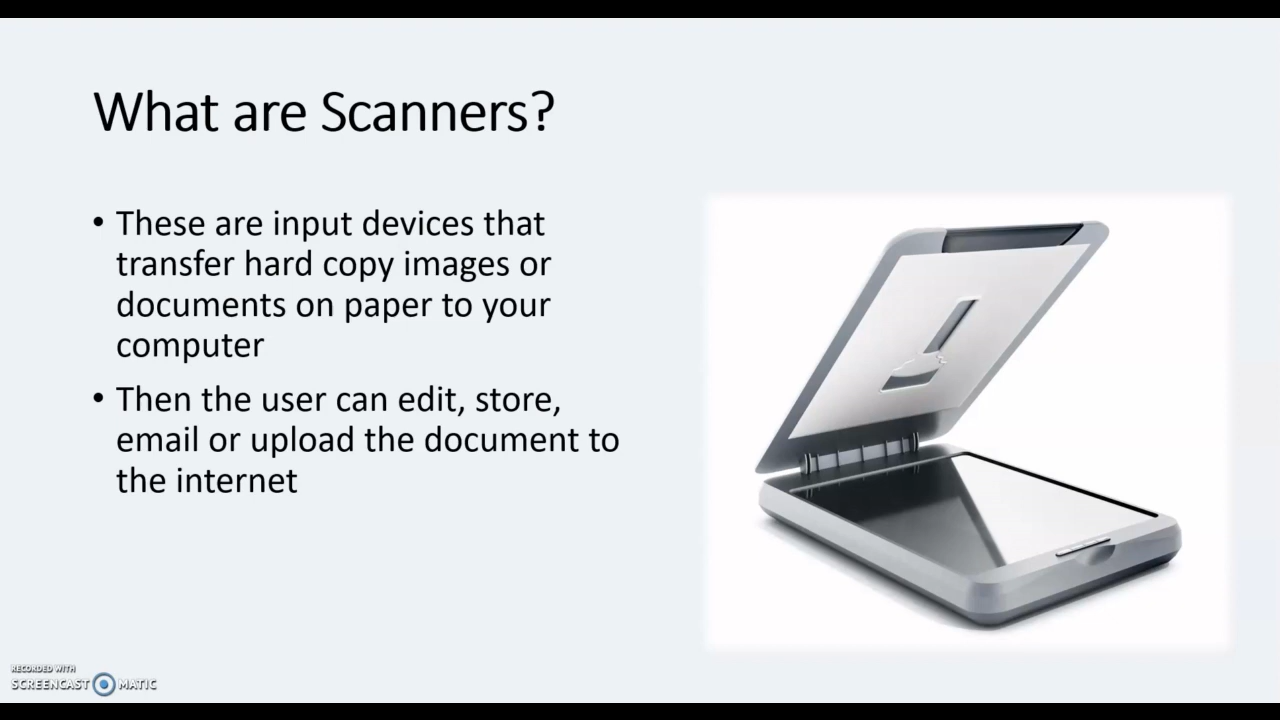 What are Scanners?
• These are input devices that
transfer hard copy images or
documents on paper to your
computer
• Then the user can edit, store,
email or upload the document to
the internet
RECORDED WITH
SCREENCAST MATIC